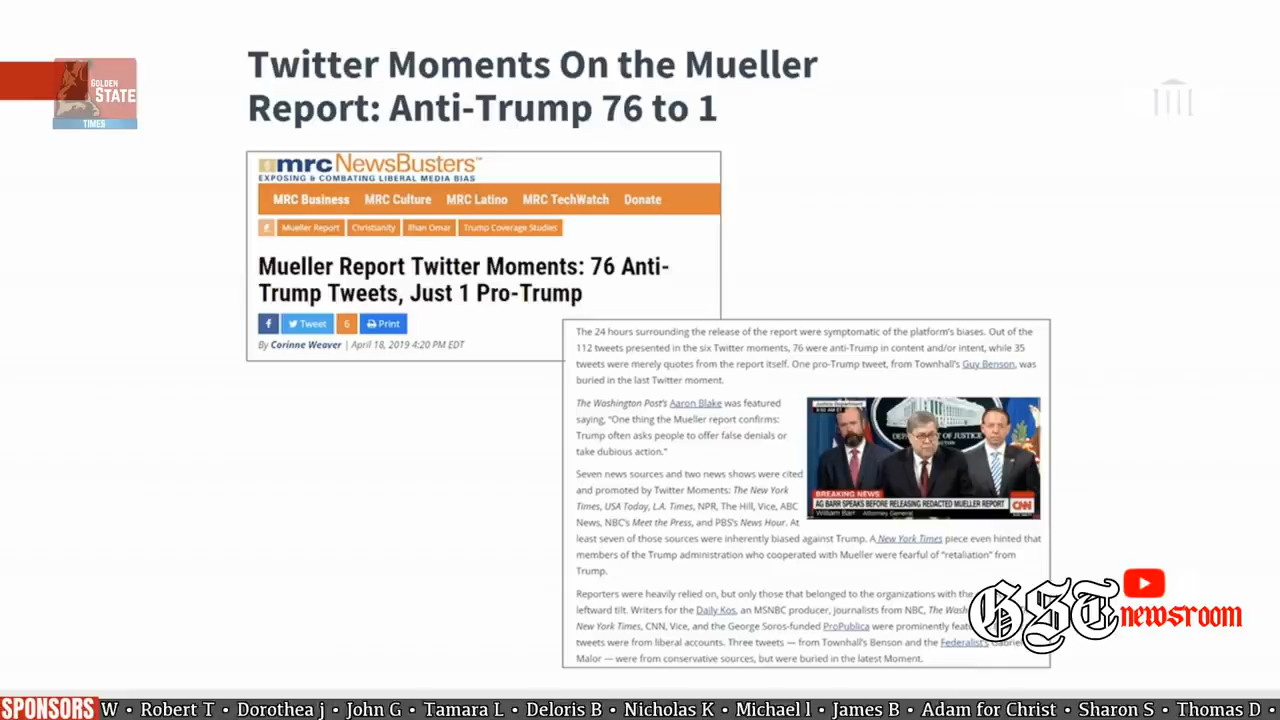 Twitter Moments On the Mueller
Report: Anti-Trump 76 to 1
GOLDEN
STATE
TIMES
mrcNewsBusters™
EXPOSING & COMBATING LIBERAL MEDIA BIAS
MRC Business MRC Culture MRC Latino MRC TechWatch Donate
Mueller Report Christianity Ilhan Omar Trump Coverage Studies
Mueller Report Twitter Moments: 76 Anti-
Trump Tweets, Just 1 Pro-Trump
f Tweet 6 Print
By Corinne Weaver | April 18, 2019 4:20 PM EDT
The 24 hours surrounding the release of the report were symptomatic of the platform's biases. Out of the
112 tweets presented in the six Twitter moments, 76 were anti-Trump in content and/or intent, while 35
tweets were merely quotes from the report itself. One pro-Trump tweet, from Townhall's Guy Benson, was
buried in the last Twitter moment.
The Washington Post's Aaron Blake was featured
saying, "One thing the Mueller report confirms:
Trump often asks people to offer false denials or
take dubious action."
Seven news sources and two news shows were cited
and promoted by Twitter Moments: The New York
Times, USA Today, L.A. Times, NPR, The Hill, Vice, ABC
News, NBC's Meet the Press, and PBS's News Hour. At
least seven of those sources were inherently biased against Trump. A New York Times piece even hinted that
members of the Trump administration who cooperated with Mueller were fearful of "retaliation" from
Trump.
Justice Department
DEPARTMENT OF JUSTICE
BREAKING NEWS
AG BARR SPEAKS BEFORE RELEASING REDACTED MUELLER REPORT
William Barr Attorney General
CNN
Reporters were heavily relied on, but only those that belonged to the organizations with the
leftward tilt. Writers for the Daily Kos, an MSNBC producer, journalists from NBC, The Wash
New York Times, CNN, Vice, and the George Soros-funded ProPublica were prominently
tweets were from liberal accounts. Three tweets — from Townhall's Benson and the Federalist's
Malor — were from conservative sources, but were buried in the latest Moment.
GST newsroom
SPONSORS W • Robert T • Dorothea j • John G • Tamara L • Deloris B • Nicholas K • Michael l • James B • Adam for Christ • Sharon S • Thomas D •